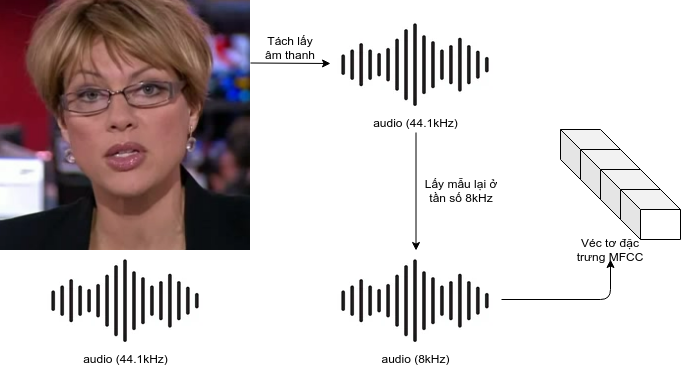 Tách lấy
âm thanh
audio (44.1kHz)
Lấy mẫu lại ở
tần số 8kHz
Véc tơ đặc
trưng MFCC
audio (44.1kHz)
audio (8kHz)